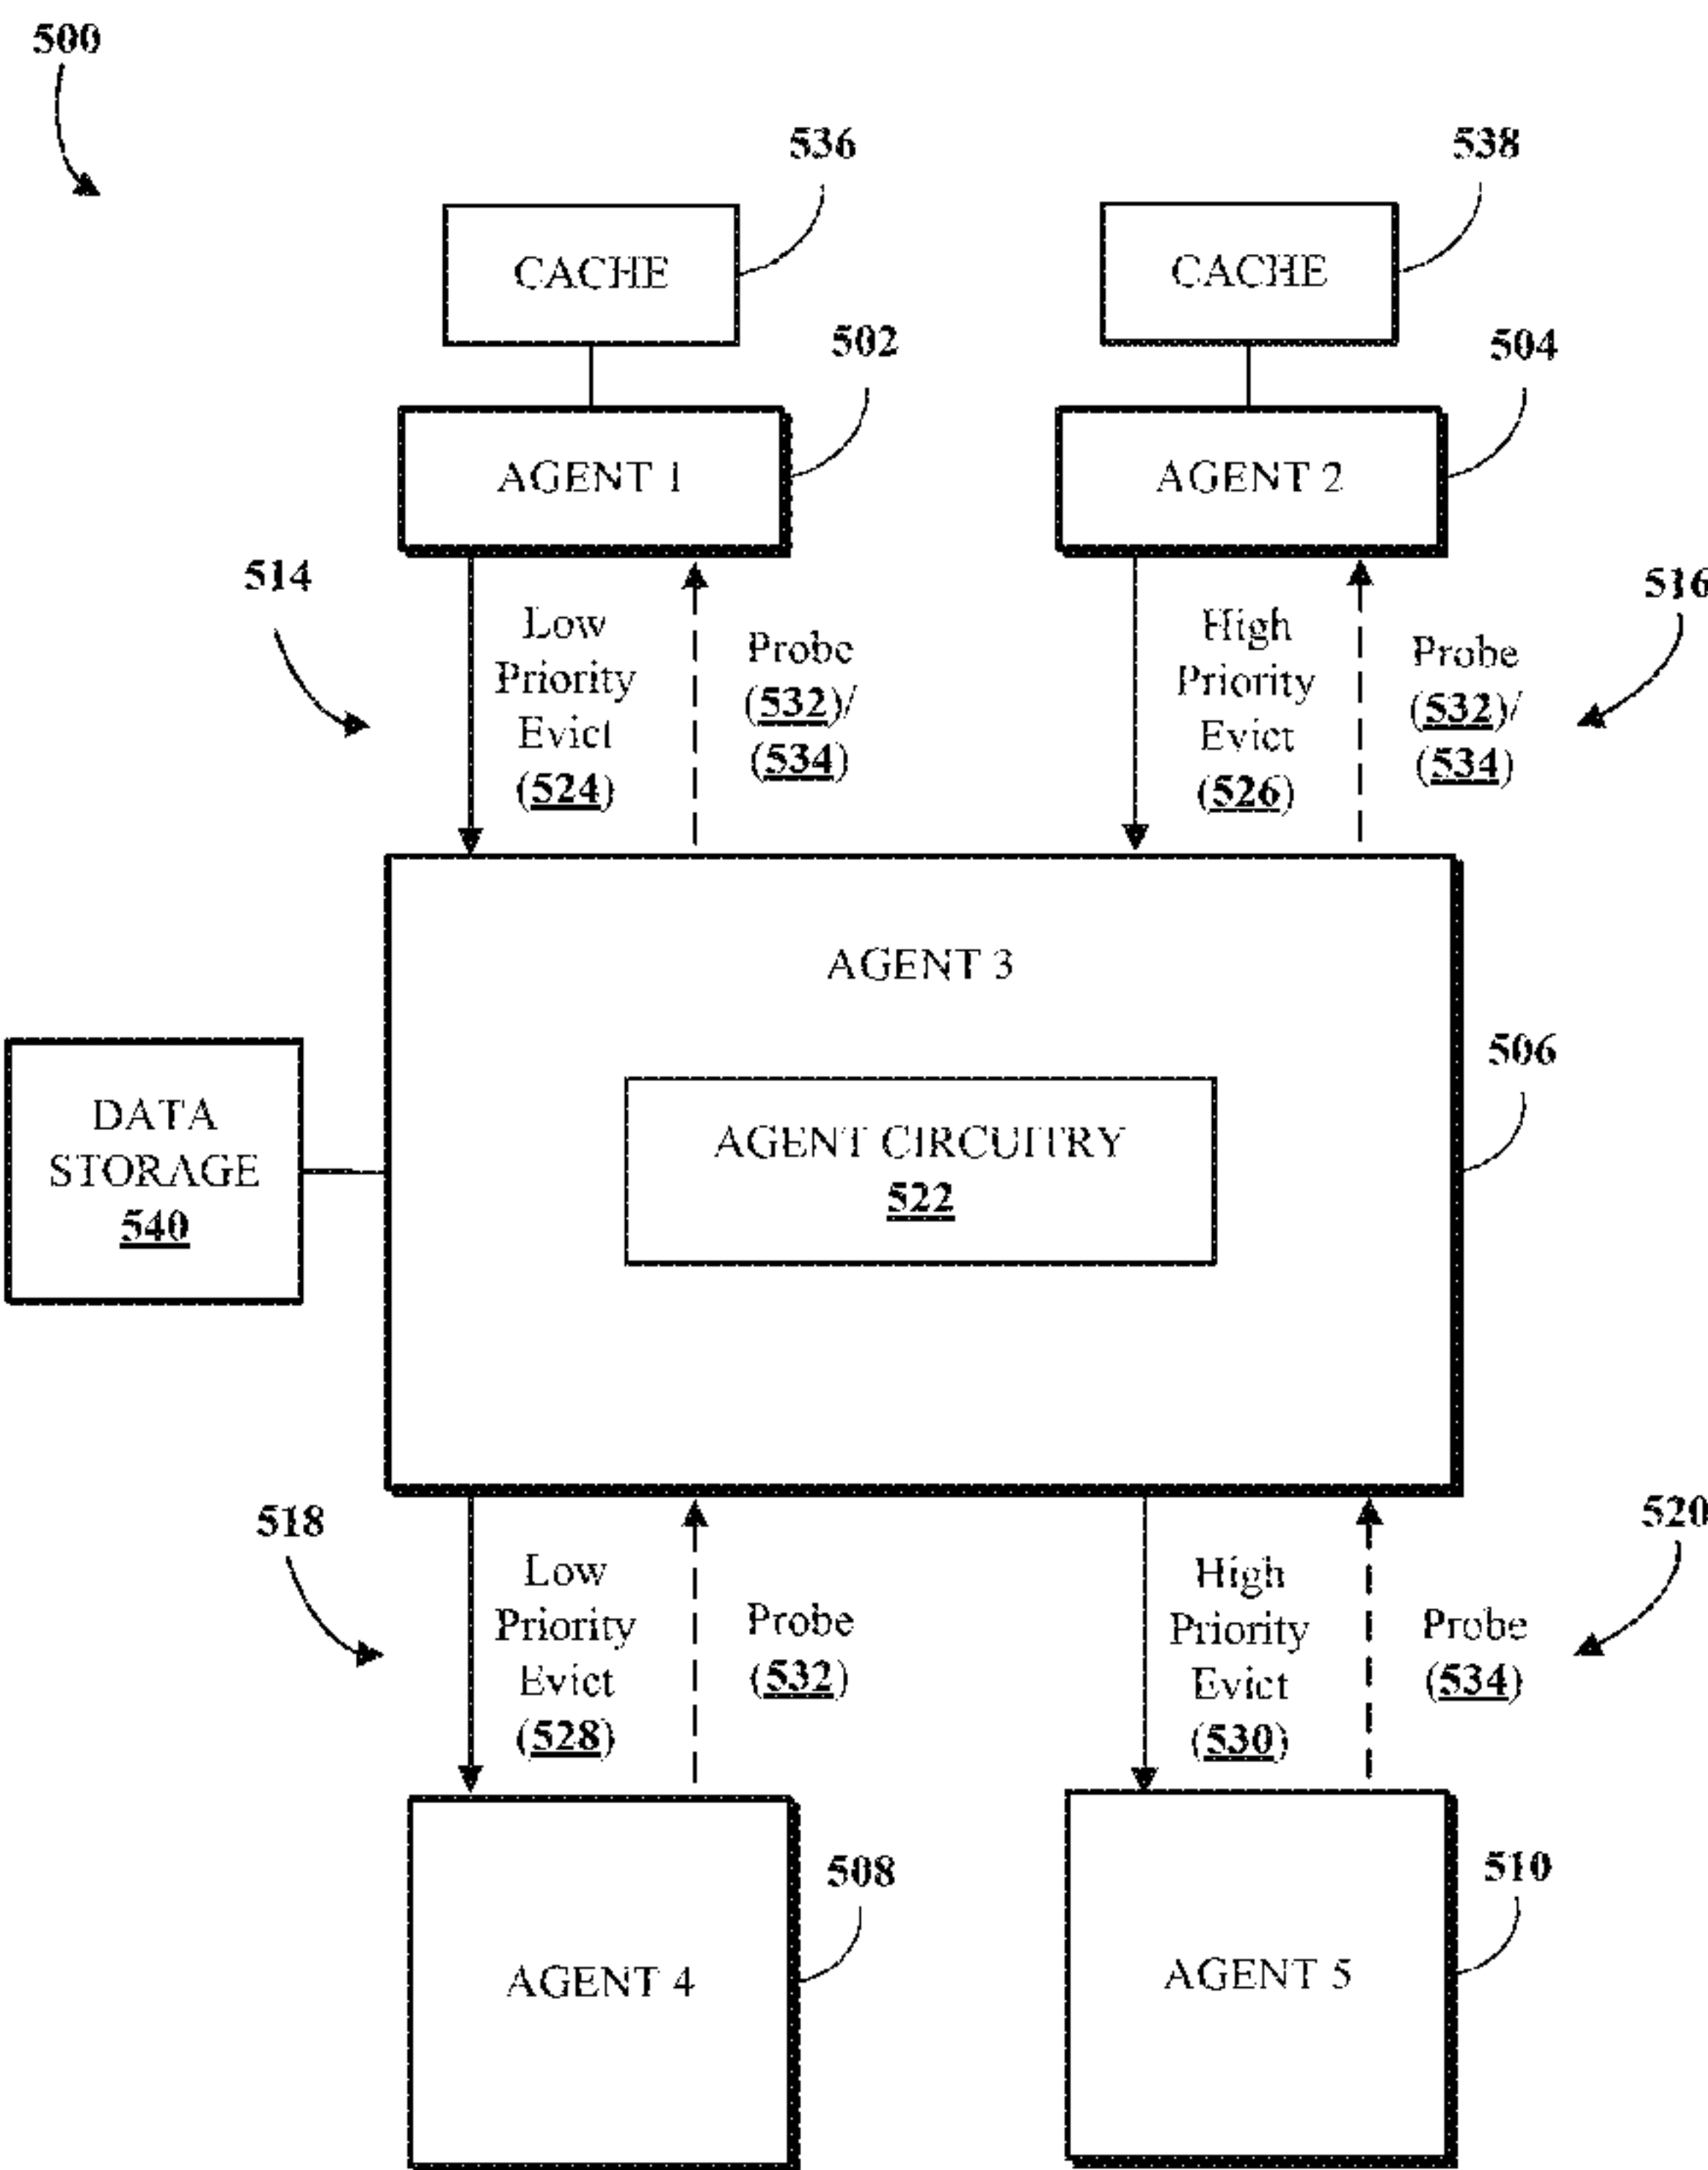 500
536
538
CACHE
CACHE
502
504
AGENT 1
AGENT 2
514
516
Low
Priority
Evict
(524)
Probe
(532)/
(534)
High
Priority
Evict
(526)
Probe
(532)/
(534)
AGENT 3
506
DATA
STORAGE
540
AGENT CIRCUITRY
522
518
520
Low
Priority
Evict
(528)
Probe
(532)
High
Priority
Evict
(530)
Probe
(534)
508
510
AGENT 4
AGENT 5